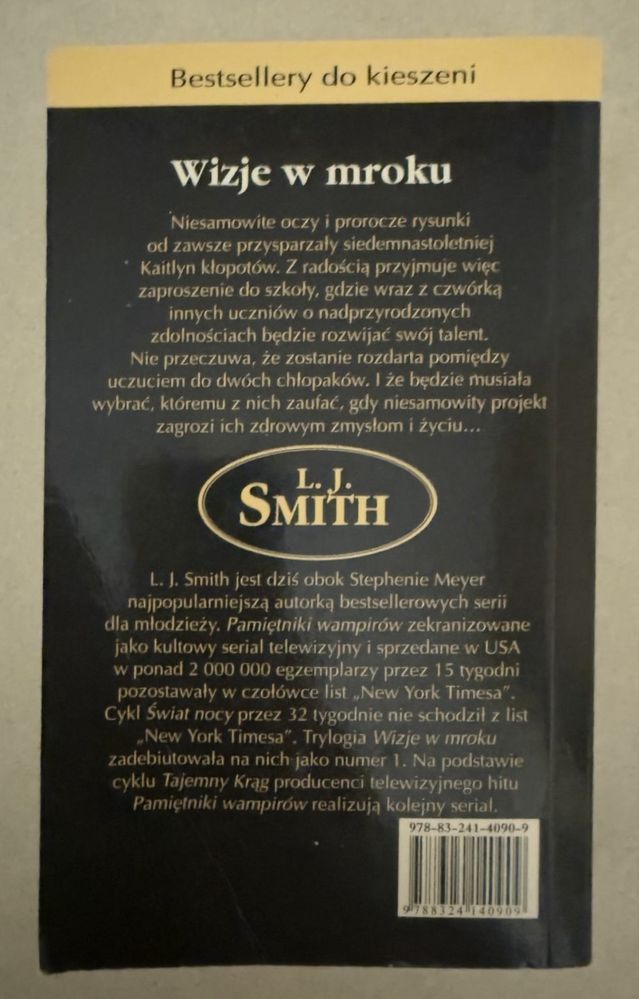 Bestsellery do kieszeni
Wizje w mroku
Niesamowite oczy i prorocze rysunki
od zawsze przysparzały siedemnastoletniej
Kaitlyn kłopotów. Z radością przyjmuje więc
zaproszenie do szkoły, gdzie wraz z czwórką
innych uczniów o nadprzyrodzonych
zdolnościach będzie rozwijać swój talent.
Nie przeczuwa, że zostanie rozdarta pomiędzy
uczuciem do dwóch chłopaków. I że będzie musiała
wybrać, któremu z nich zaufać, gdy niesamowity projekt
zagrozi ich zdrowym zmysłom i życiu...
L. J.
SMITH
L. J. Smith jest dziś obok Stephenie Meyer
najpopularniejszą autorką bestsellerowych serii
dla młodzieży. Pamiętniki wampirów zekranizowane
jako kultowy serial telewizyjny i sprzedane w USA
w ponad 2 000 000 egzemplarzy przez 15 tygodni
pozostawały w czołówce list „New York Timesa”.
Cykl Świat nocy przez 32 tygodnie nie schodził z list
„New York Timesa”. Trylogia Wizje w mroku
zadebiutowała na nich jako numer 1. Na podstawie
cyklu Tajemny Krąg producenci telewizyjnego hitu
Pamiętniki wampirów realizują kolejny serial.
978-83-241-4090-9
9 788324 140909